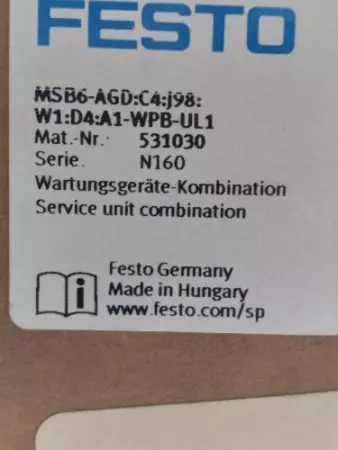 FESTO
MSB6-AGD:C4:J98:
W1:D4:A1-WPB-UL1
Mat.-Nr.: 531030
Serie. N160
Wartungsgeräte-Kombination
Service unit combination
Festo Germany
Made in Hungary
www.festo.com/sp